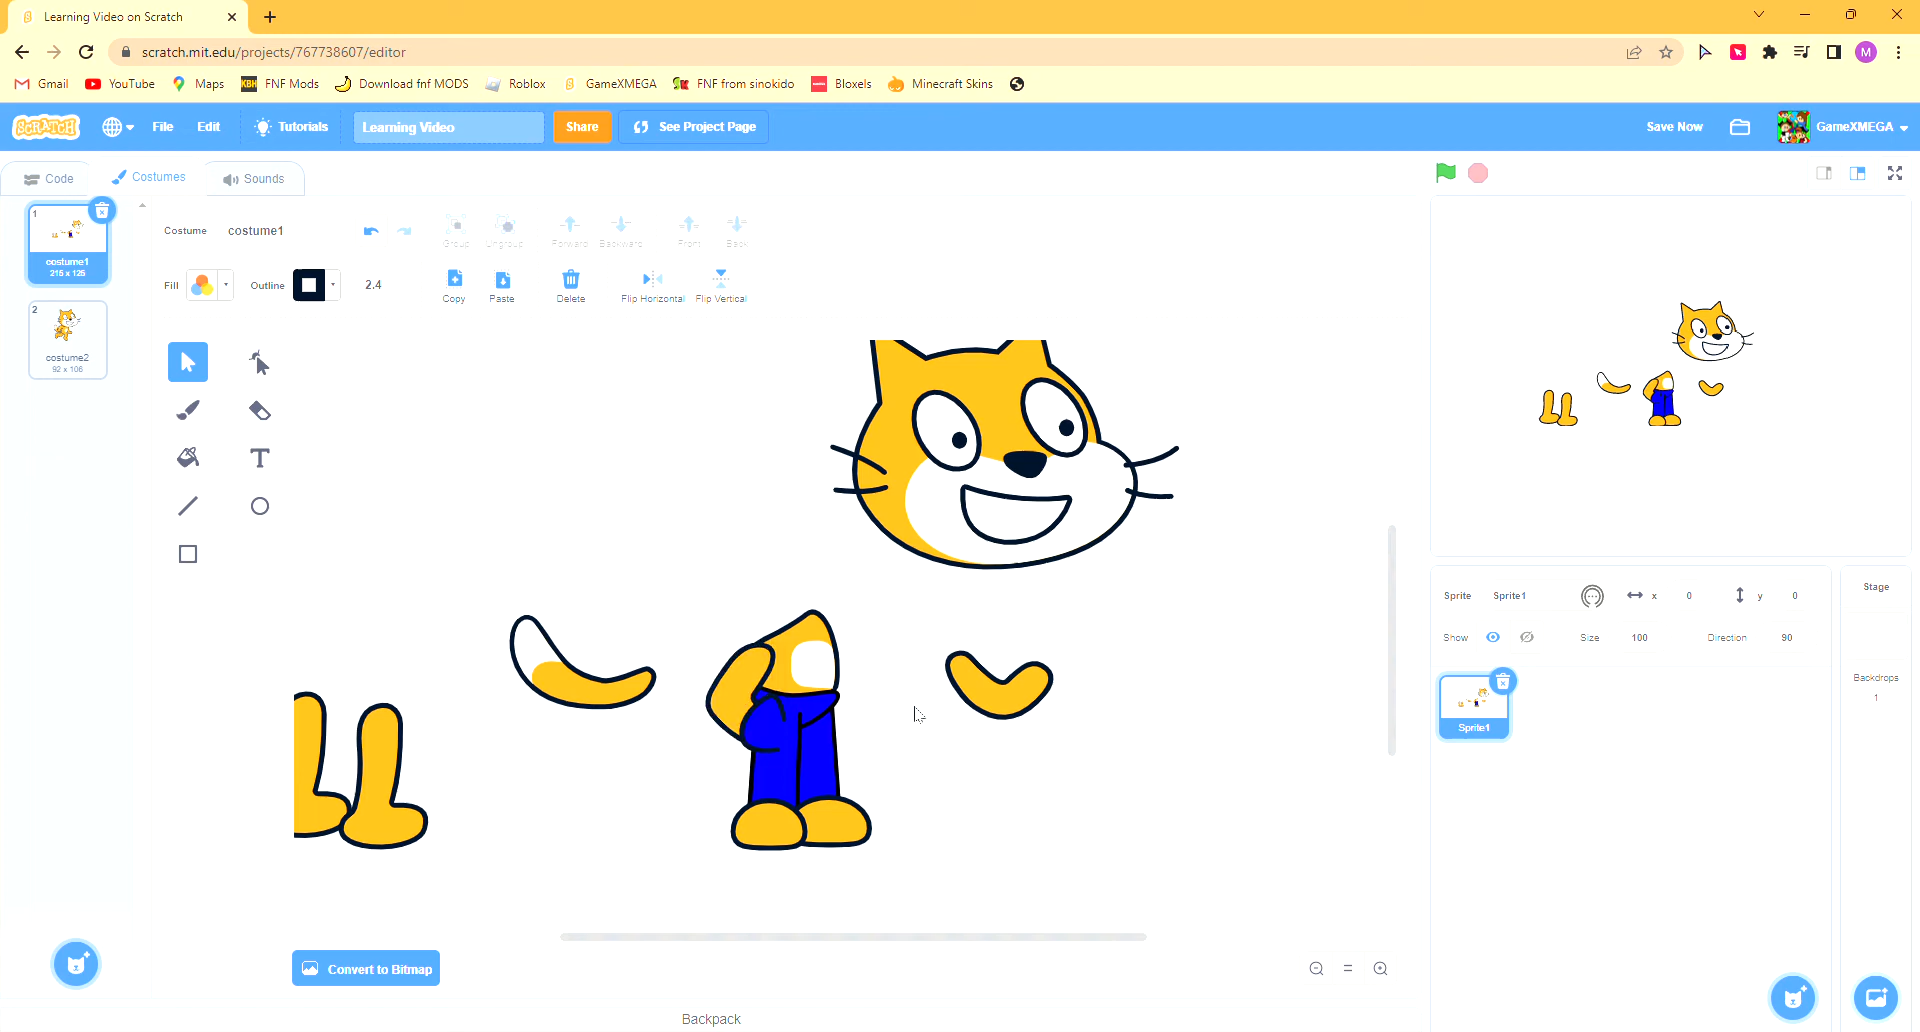 Learning Video on Scratch
scratch.mit.edu/projects/767738607/editor
M
Gmail YouTube Maps KBH FNF Mods Download fnf MODS Roblox GameXMEGA FNF from sinokido Bloxels Minecraft Skins
SCRATCH File Edit Tutorials Learning Video Share See Project Page Save Now GameXMEGA
Code Costumes Sounds
1
costume1
215 x 125
2
costume2
92 x 106
Costume costume1 Group Ungroup Forward Backward Front Back
Fill Outline 2.4 Copy Paste Delete Flip Horizontal Flip Vertical
T
Convert to Bitmap
Backpack
Sprite Sprite1 x 0 y 0
Show Size 100 Direction 90
Sprite1
Stage
Backdrops
1